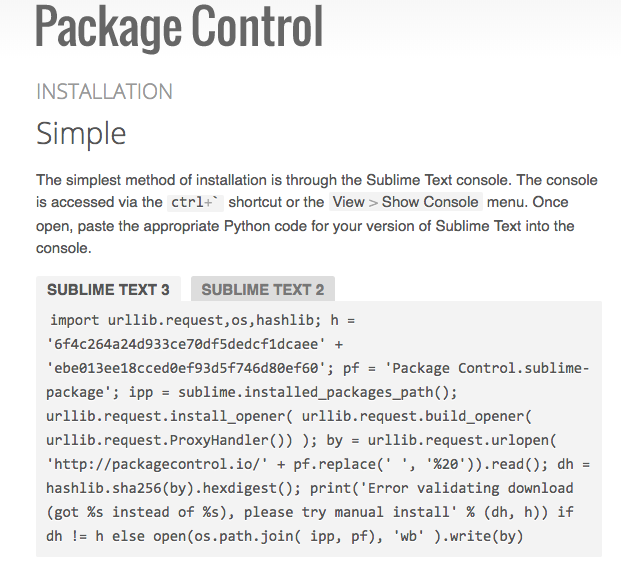 Package Control
INSTALLATION
Simple
The simplest method of installation is through the Sublime Text console. The console
is accessed via the ctrl+` shortcut or the View > Show Console menu. Once
open, paste the appropriate Python code for your version of Sublime Text into the
console.
SUBLIME TEXT 3 SUBLIME TEXT 2
import urllib.request,os,hashlib; h =
'6f4c264a24d933ce70df5dedcf1dcaee' +
'ebe013ee18cced0ef93d5f746d80ef60'; pf = 'Package Control.sublime-
package'; ipp = sublime.installed_packages_path();
urllib.request.install_opener( urllib.request.build_opener(
urllib.request.ProxyHandler()) ); by = urllib.request.urlopen(
'http://packagecontrol.io/' + pf.replace(' ', '%20')).read(); dh =
hashlib.sha256(by).hexdigest(); print('Error validating download
(got %s instead of %s), please try manual install' % (dh, h)) if
dh != h else open(os.path.join( ipp, pf), 'wb' ).write(by)